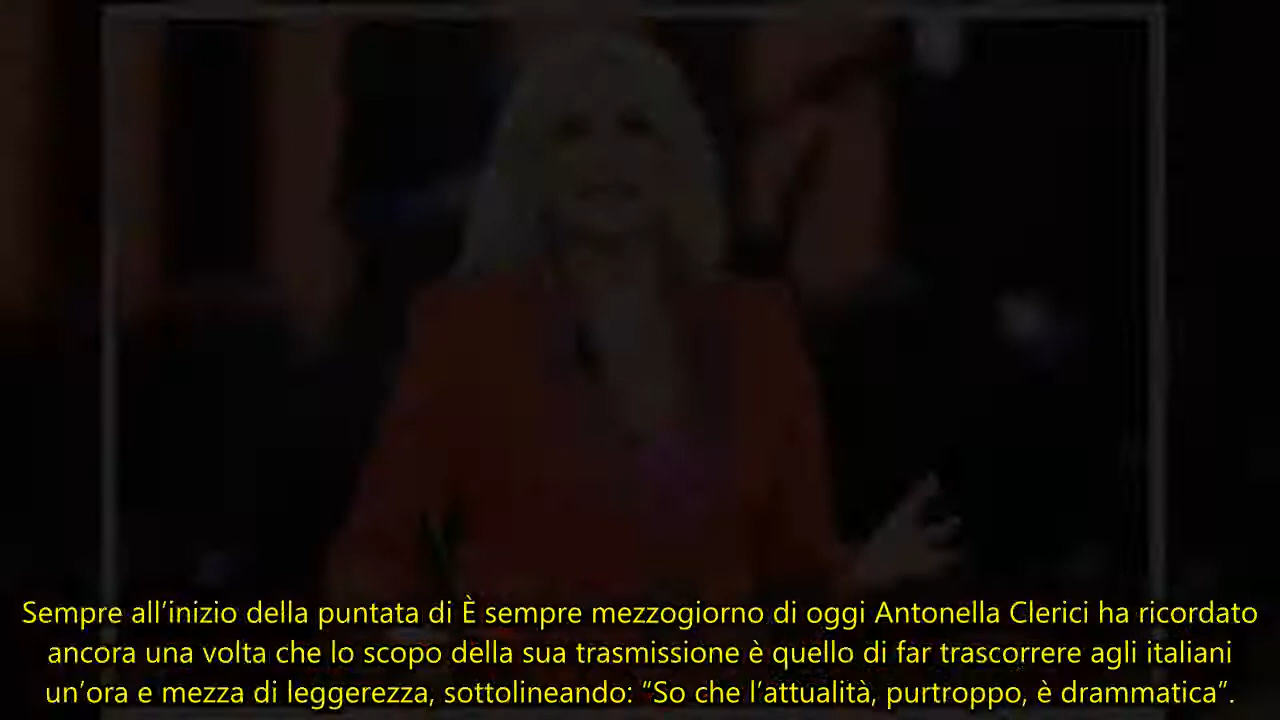 Sempre all’inizio della puntata di È sempre mezzogiorno di oggi Antonella Clerici ha ricordato
ancora una volta che lo scopo della sua trasmissione è quello di far trascorrere agli italiani
un’ora e mezza di leggerezza, sottolineando: “So che l’attualità, purtroppo, è drammatica”.